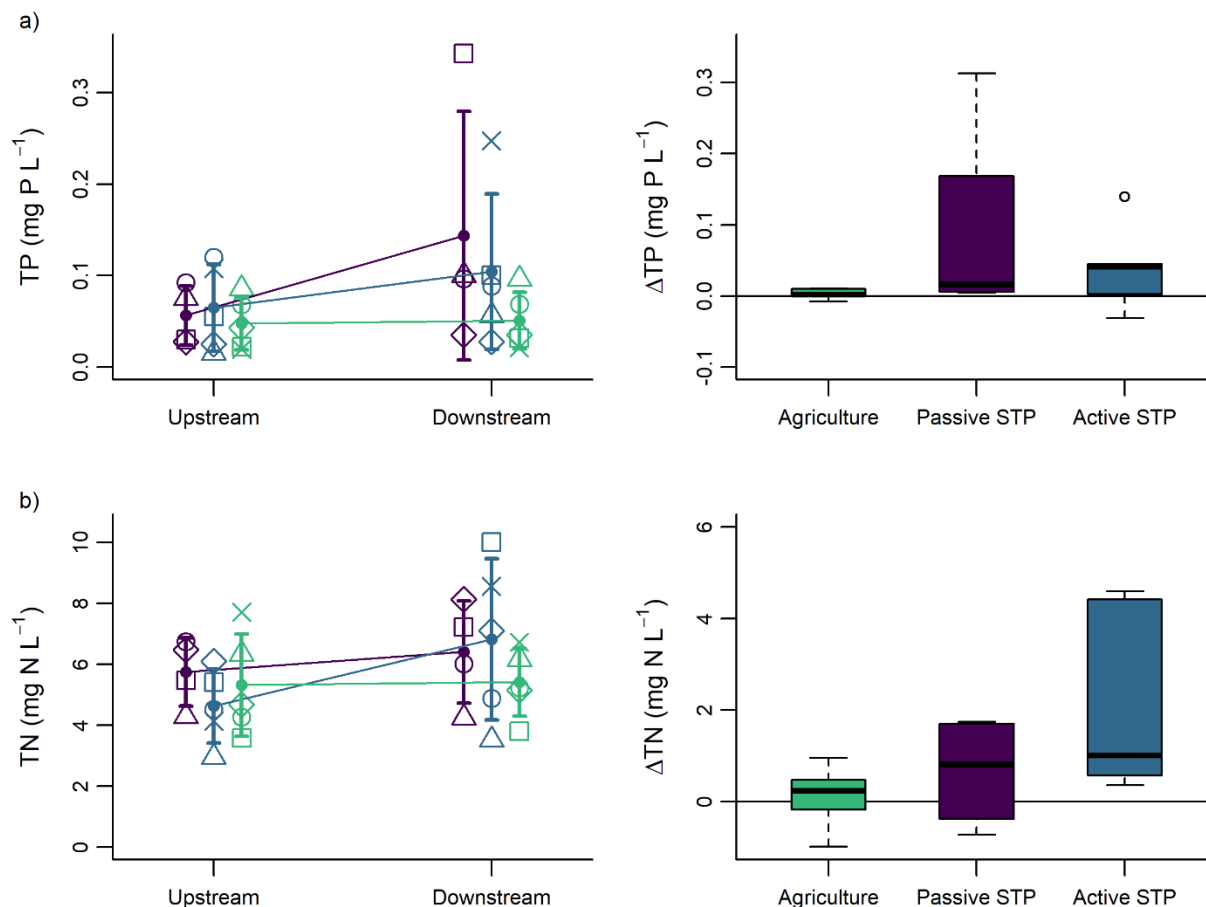 a)
TP (mg P L⁻¹)
0.0
0.1
0.2
0.3
Upstream
Downstream
ΔTP (mg P L⁻¹)
-0.1
0.0
0.1
0.2
0.3
Agriculture
Passive STP
Active STP
b)
TN (mg N L⁻¹)
0
2
4
6
8
10
Upstream
Downstream
ΔTN (mg N L⁻¹)
0
2
4
6
Agriculture
Passive STP
Active STP